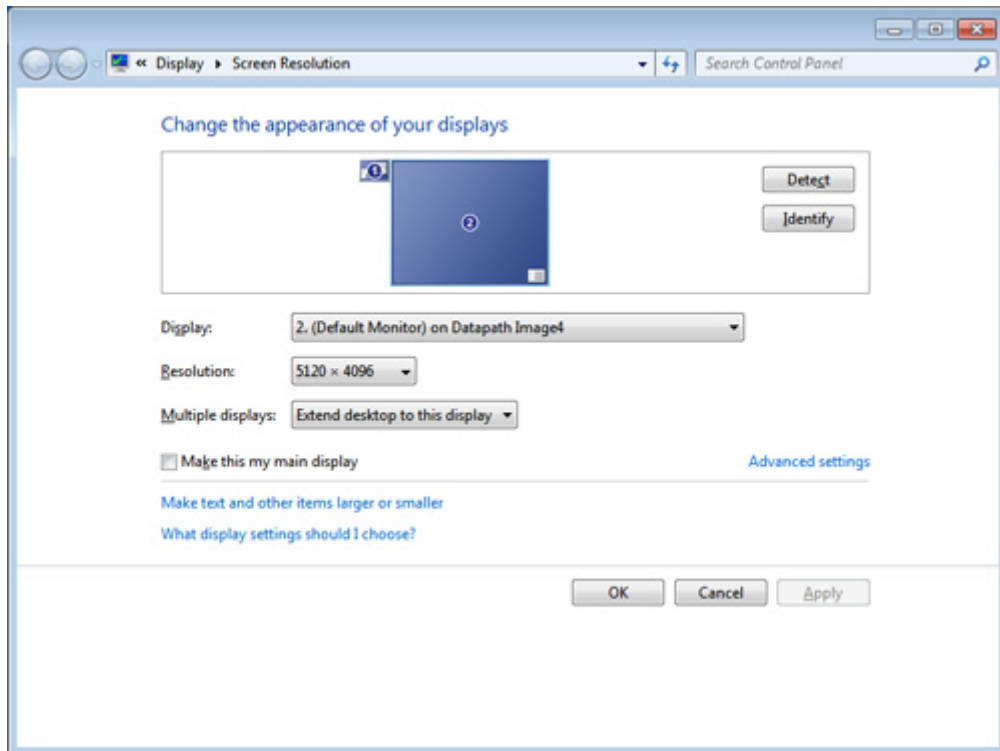 « Display ▸ Screen Resolution
Search Control Panel
Change the appearance of your displays
1
2
Detect
Identify
Display: 2. (Default Monitor) on Datapath Image4
Resolution: 5120 × 4096
Multiple displays: Extend desktop to this display
Make this my main display
Advanced settings
Make text and other items larger or smaller
What display settings should I choose?
OK Cancel Apply